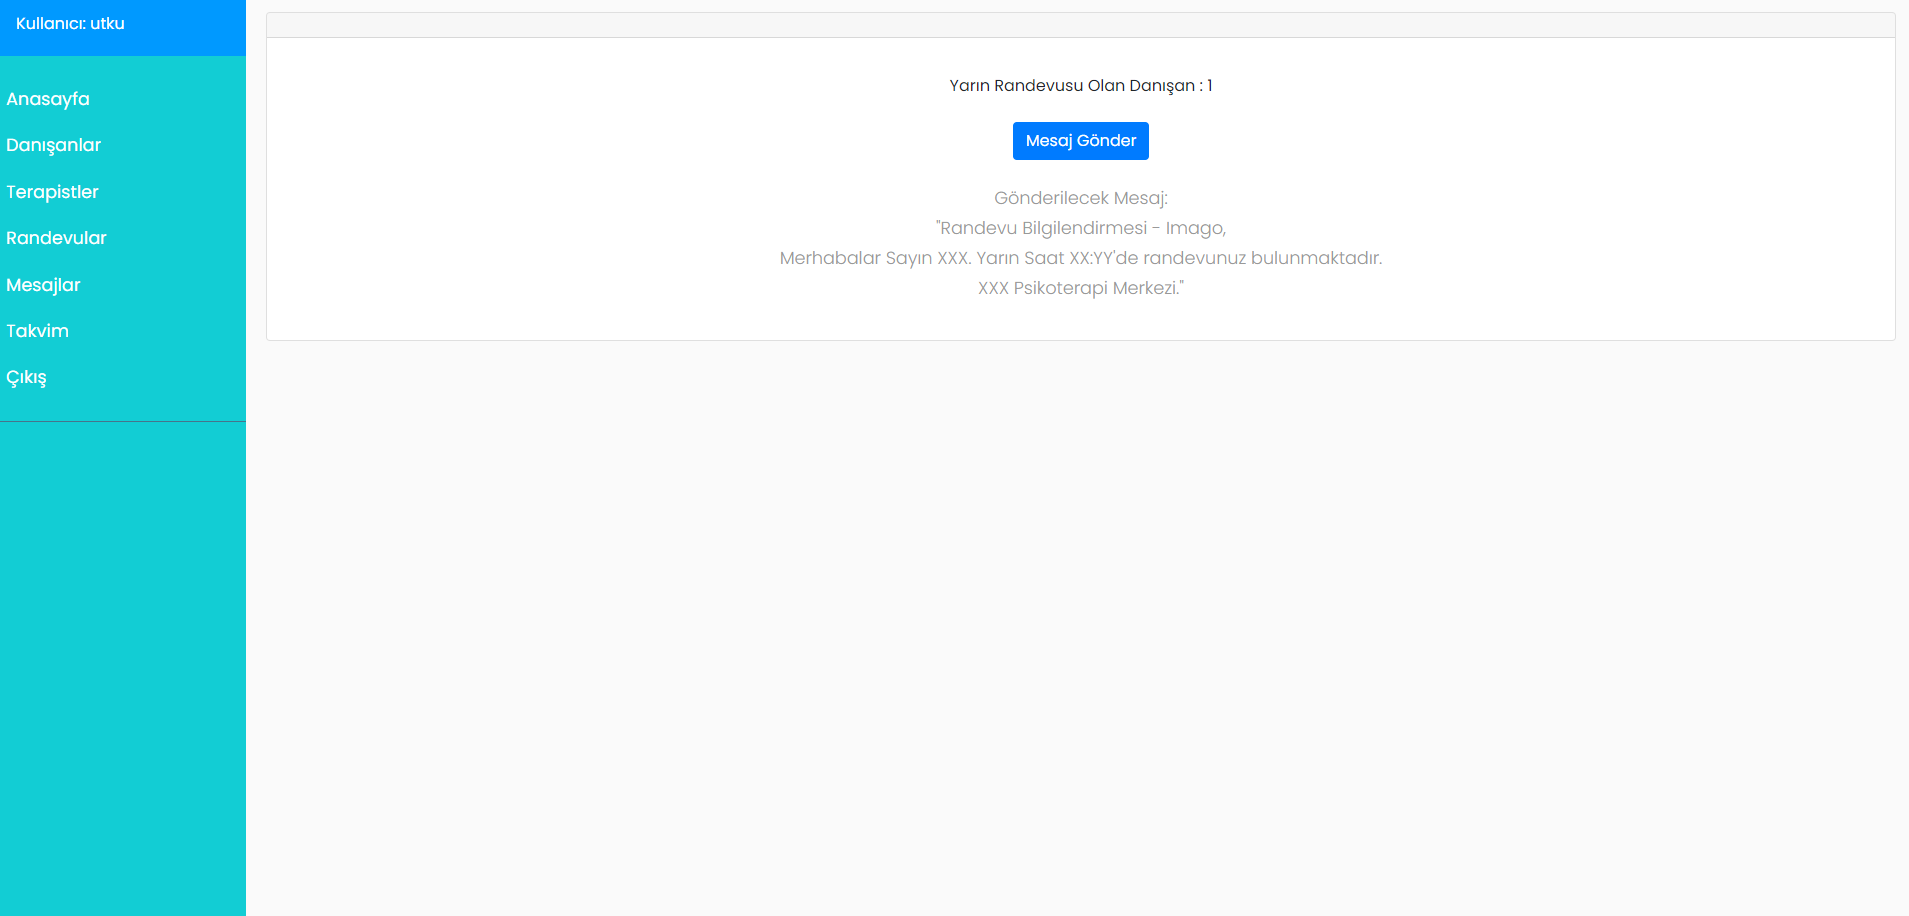 Kullanıcı: utku
Anasayfa
Danışanlar
Terapistler
Randevular
Mesajlar
Takvim
Çıkış
Yarın Randevusu Olan Danışan : 1
Mesaj Gönder
Gönderilecek Mesaj:
"Randevu Bilgilendirmesi - Imago,
Merhabalar Sayın XXX. Yarın Saat XX:YY'de randevunuz bulunmaktadır.
XXX Psikoterapi Merkezi."